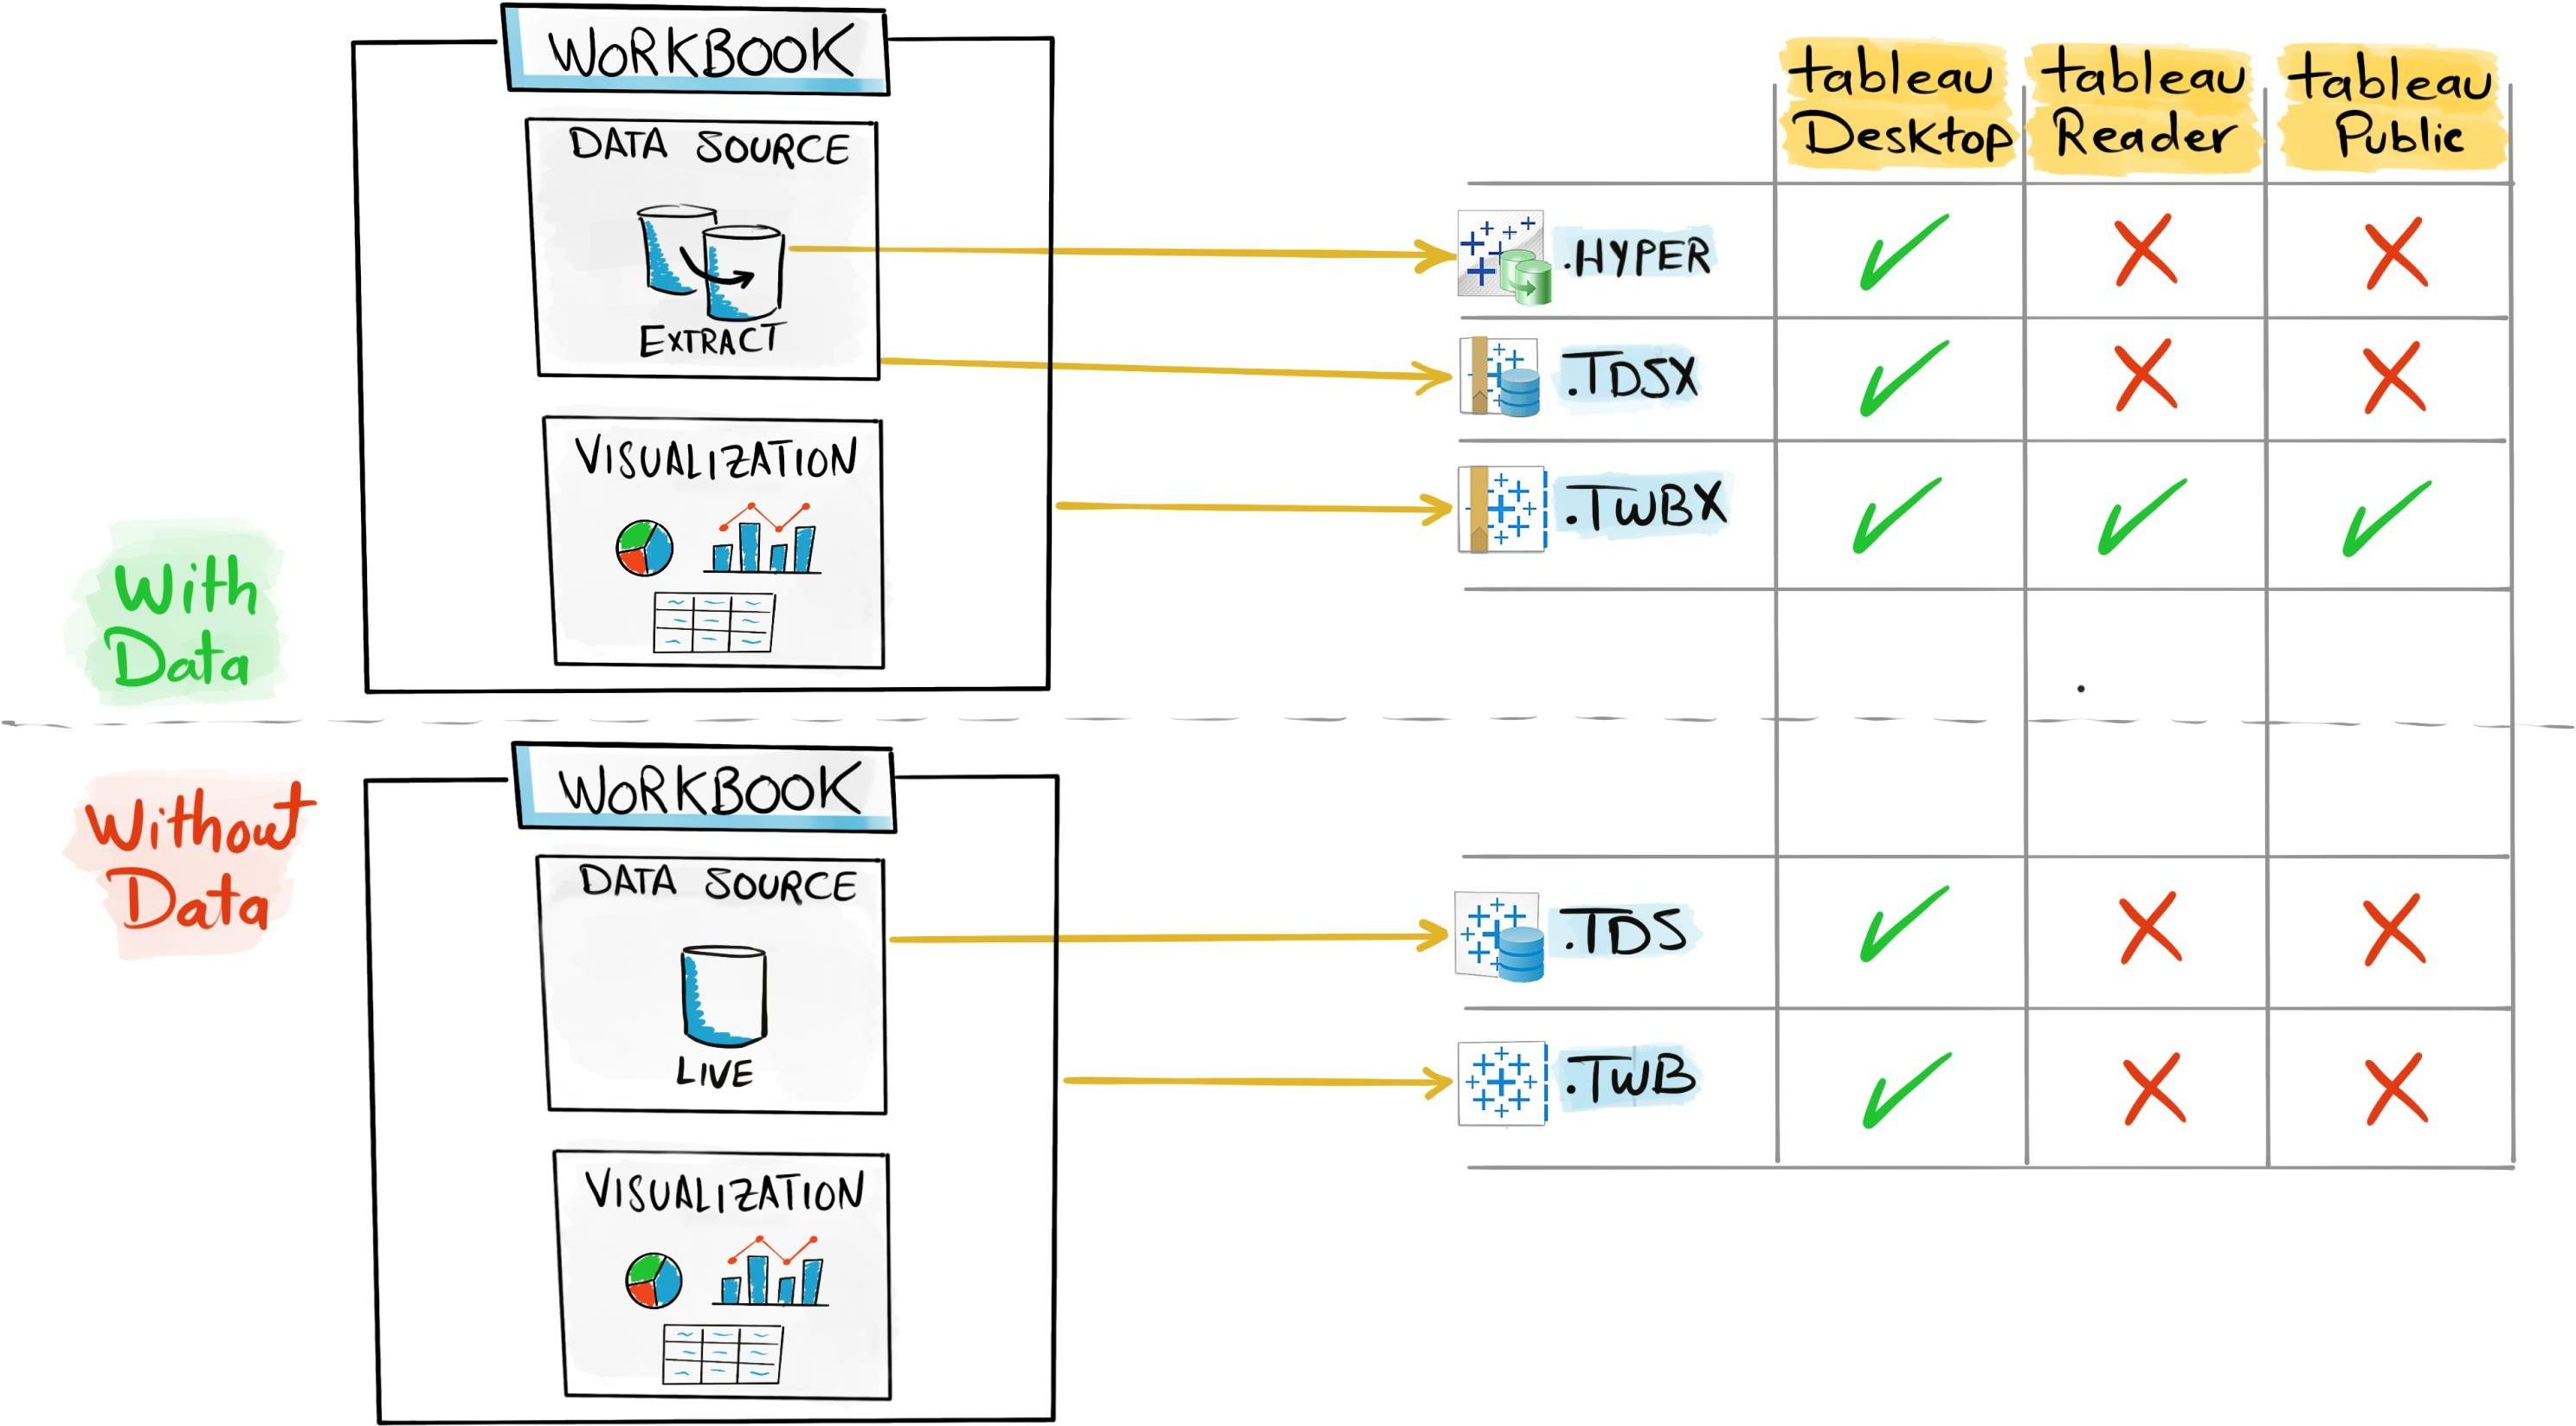 WORKBOOK
DATA SOURCE
EXTRACT
VISUALIZATION
With
Data
tableau
Desktop
tableau
Reader
tableau
Public
.HYPER
.TDSX
.TWBX
Without
Data
WORKBOOK
DATA SOURCE
LIVE
VISUALIZATION
.TDS
.TWB